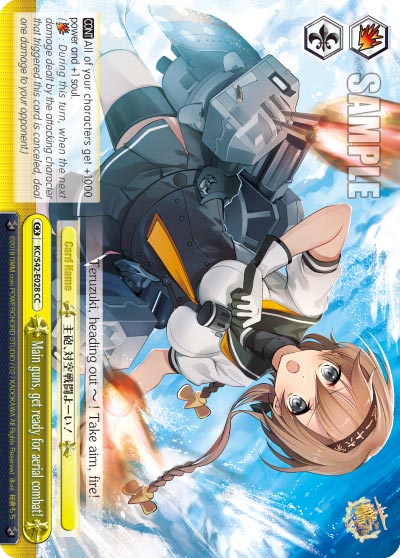 SAMPLE
CONT All of your characters get +1000
power and +1 soul.
( : During this turn, when the next
damage dealt by the attacking character
that triggered this card is canceled, deal
one damage to your opponent.)
Teruzuki, heading out ～! Take aim, fire!
Card Name
主砲、対空戦闘よーい!
CX
KC/S42-E028 CC
Main guns, get ready for aerial combat!